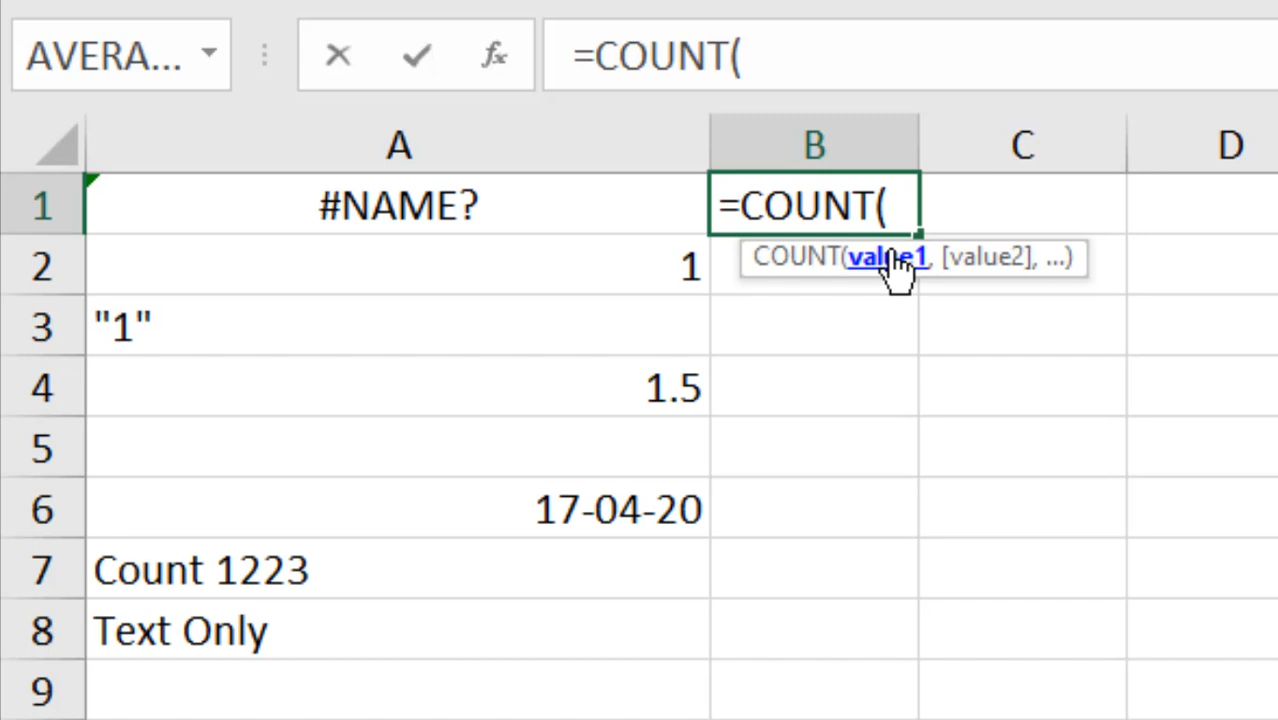 AVERA... fx =COUNT(
A B C D
1 #NAME? =COUNT(
2 1 COUNT(value1, [value2], ...)
3 "1"
4 1.5
5
6 17-04-20
7 Count 1223
8 Text Only
9